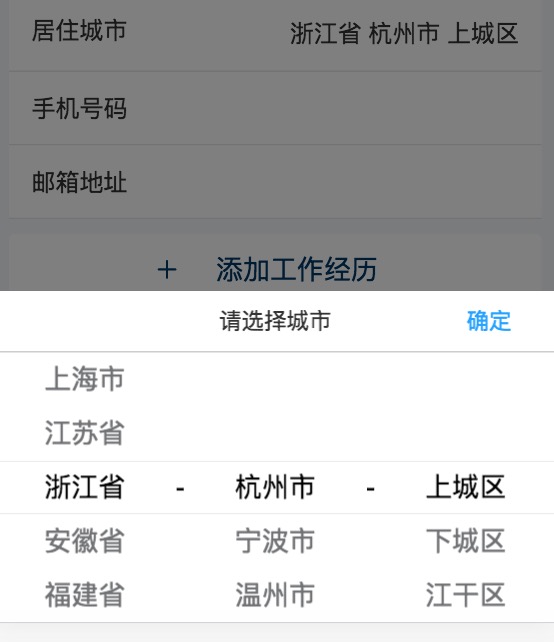 居住城市 浙江省 杭州市 上城区
手机号码
邮箱地址
+ 添加工作经历
请选择城市 确定
上海市
江苏省
浙江省 - 杭州市 - 上城区
安徽省 宁波市 下城区
福建省 温州市 江干区